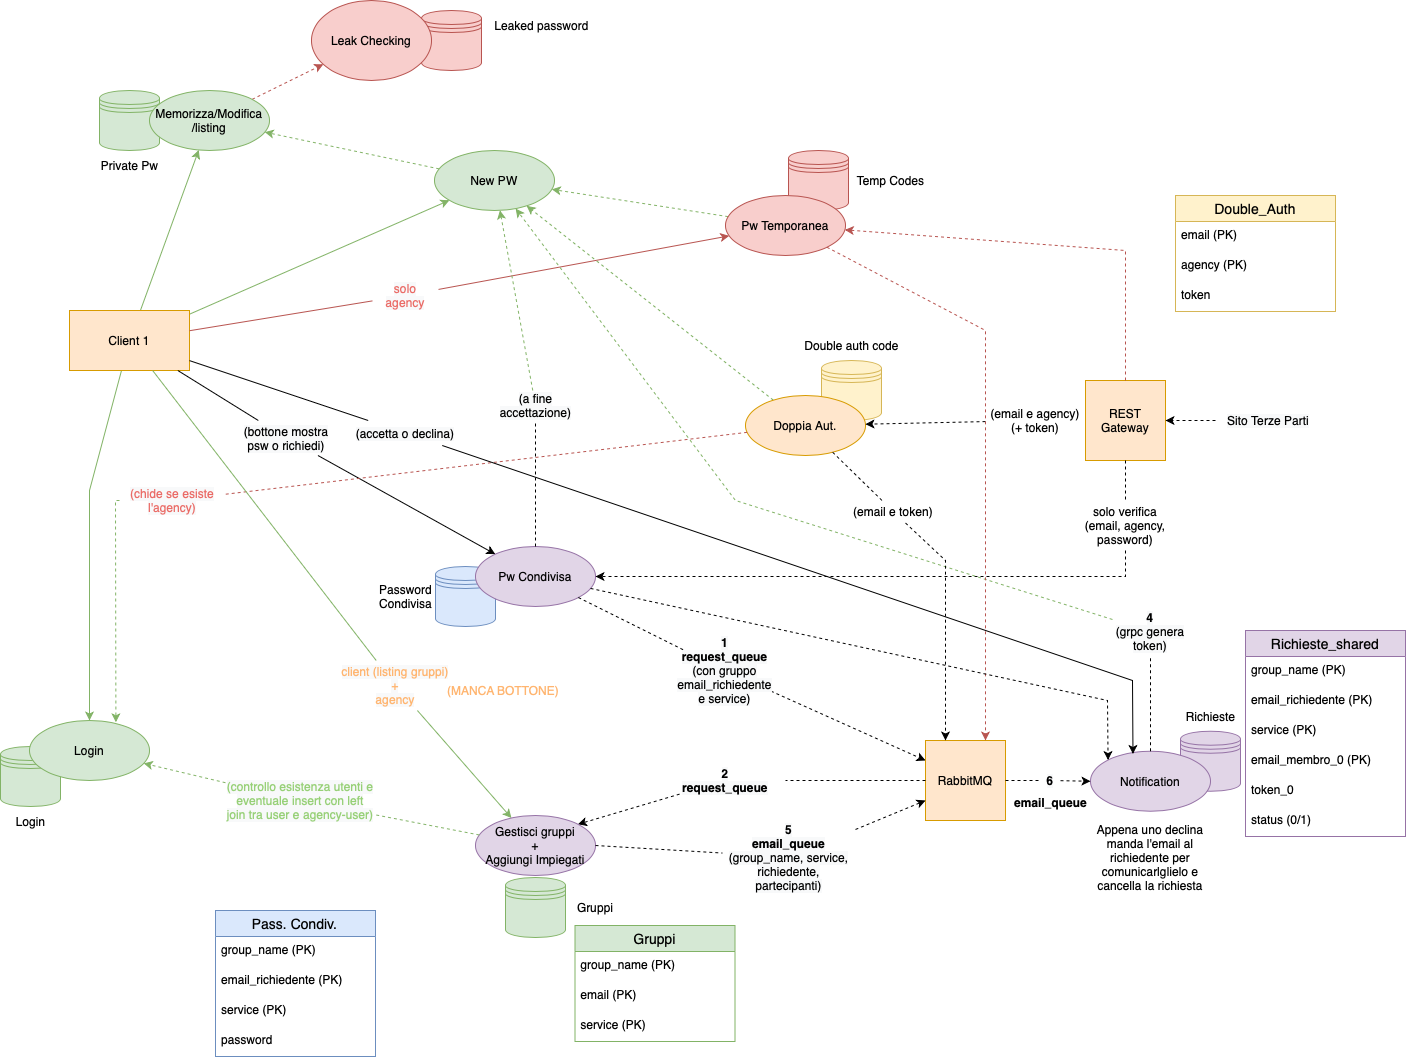 Leaked password
Leak Checking
Memorizza/Modifica
/listing
Private Pw
New PW
Temp Codes
Pw Temporanea
Double_Auth
email (PK)
agency (PK)
token
solo
agency
Client 1
Double auth code
Doppia Aut.
(a fine
accettazione)
(email e agency)
(+ token)
REST
Gateway
Sito Terze Parti
(bottone mostra
psw o richiedi)
(accetta o declina)
(chide se esiste
l'agency)
(email e token)
solo verifica
(email, agency,
password)
Pw Condivisa
Password
Condivisa
4
(grpc genera
token)
1
request_queue
(con gruppo
email_richiedente
e service)
Richieste_shared
group_name (PK)
email_richiedente (PK)
service (PK)
email_membro_0 (PK)
token_0
status (0/1)
client (listing gruppi)
+
agency
(MANCA BOTTONE)
Richieste
Login
Login
2
request_queue
RabbitMQ
6
email_queue
Notification
(controllo esistenza utenti e
eventuale insert con left
join tra user e agency-user)
Gestisci gruppi
+
Aggiungi Impiegati
5
email_queue
(group_name, service,
richiedente,
partecipanti)
Appena uno declina
manda l'email al
richiedente per
comunicarlglielo e
cancella la richiesta
Gruppi
Pass. Condiv.
group_name (PK)
email_richiedente (PK)
service (PK)
password
Gruppi
group_name (PK)
email (PK)
service (PK)